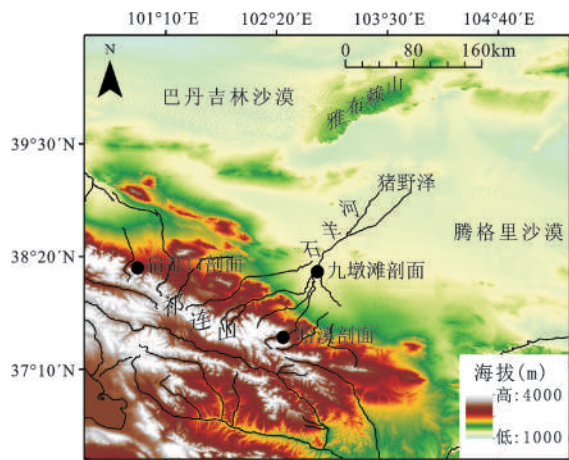 101°10′E 102°20′E 103°30′E 104°40′E
N
0 80 160km
巴丹吉林沙漠
雅布赖山
39°30′N
猪野泽
石羊河
腾格里沙漠
38°20′N
九墩滩剖面
剖面
祁连山
剖面
37°10′N
海拔(m)
高:4000
低:1000